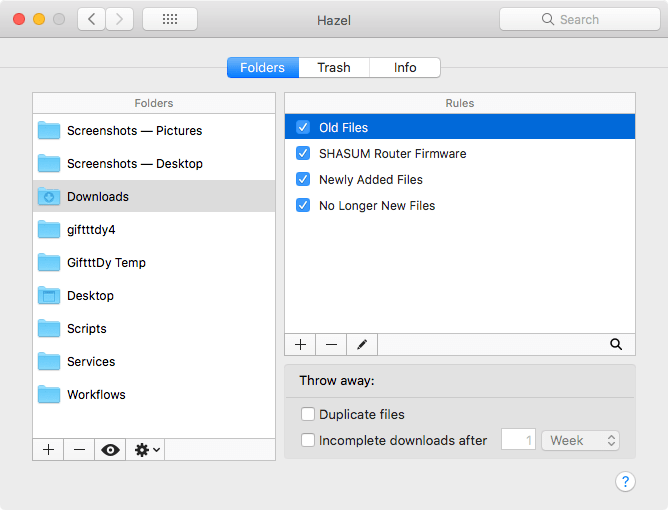 Hazel
Search
Folders
Trash
Info
Folders
Screenshots — Pictures
Screenshots — Desktop
Downloads
giftttdy4
GiftttDy Temp
Desktop
Scripts
Services
Workflows
Rules
Old Files
SHASUM Router Firmware
Newly Added Files
No Longer New Files
Throw away:
Duplicate files
Incomplete downloads after 1 Week
?